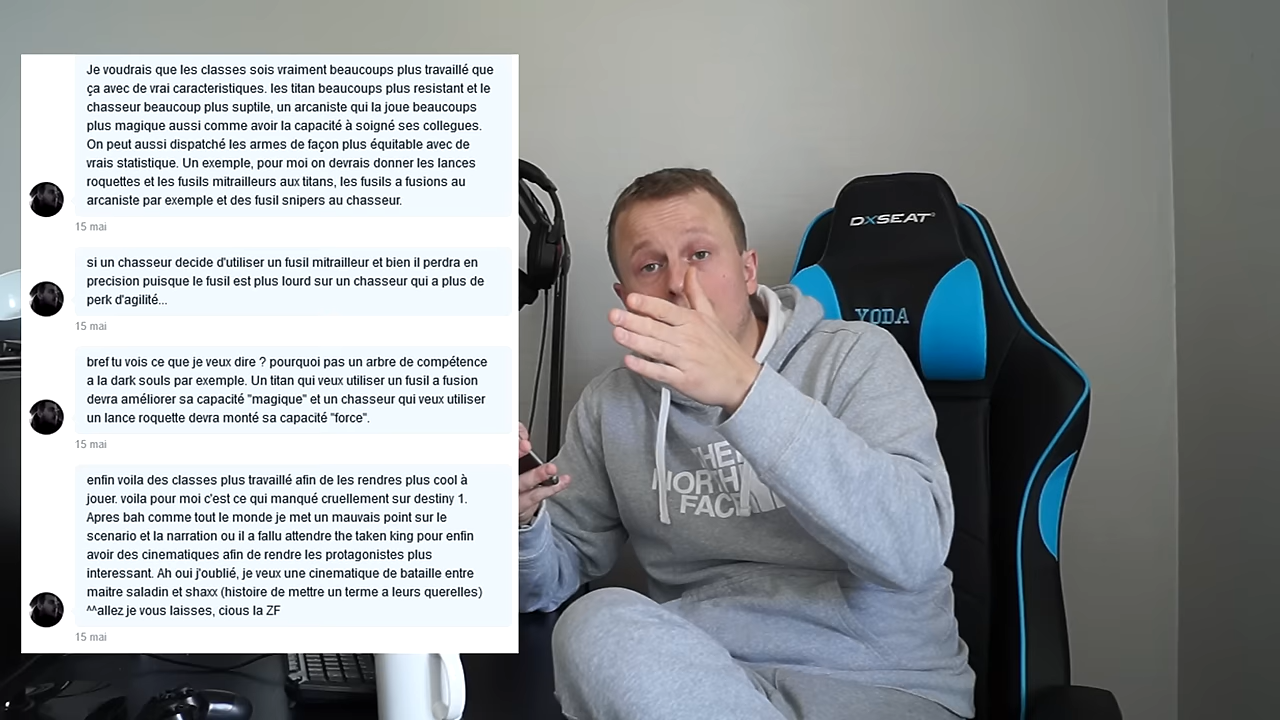 Je voudrais que les classes sois vraiment beaucoups plus travaillé que
ça avec de vrai caracteristiques. les titan beaucoups plus resistant et le
chasseur beaucoup plus suptile, un arcaniste qui la joue beaucoups
plus magique aussi comme avoir la capacité à soigné ses collegues.
On peut aussi dispatché les armes de façon plus équitable avec de
vrais statistique. Un exemple, pour moi on devrais donner les lances
roquettes et les fusils mitrailleurs aux titans, les fusils a fusions au
arcaniste par exemple et des fusil snipers au chasseur.
15 mai
si un chasseur decide d'utiliser un fusil mitrailleur et bien il perdra en
precision puisque le fusil est plus lourd sur un chasseur qui a plus de
perk d'agilité...
15 mai
bref tu vois ce que je veux dire ? pourquoi pas un arbre de compétence
a la dark souls par exemple. Un titan qui veux utiliser un fusil a fusion
devra améliorer sa capacité "magique" et un chasseur qui veux utiliser
un lance roquette devra monté sa capacité "force".
15 mai
enfin voila des classes plus travaillé afin de les rendres plus cool à
jouer. voila pour moi c'est ce qui manqué cruellement sur destiny 1.
Apres bah comme tout le monde je met un mauvais point sur le
scenario et la narration ou il a fallu attendre the taken king pour enfin
avoir des cinematiques afin de rendre les protagonistes plus
interessant. Ah oui j'oublié, je veux une cinematique de bataille entre
maitre saladin et shaxx (histoire de mettre un terme a leurs querelles)
^^allez je vous laisses, cious la ZF
15 mai
DXSEAT
YODA
THE
NORTH
FACE